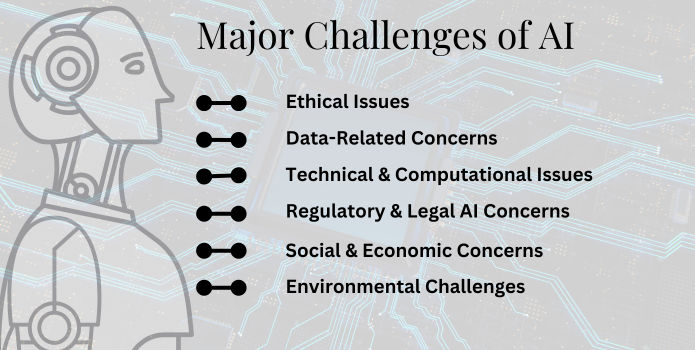 Major Challenges of AI
Ethical Issues
Data-Related Concerns
Technical & Computational Issues
Regulatory & Legal AI Concerns
Social & Economic Concerns
Environmental Challenges